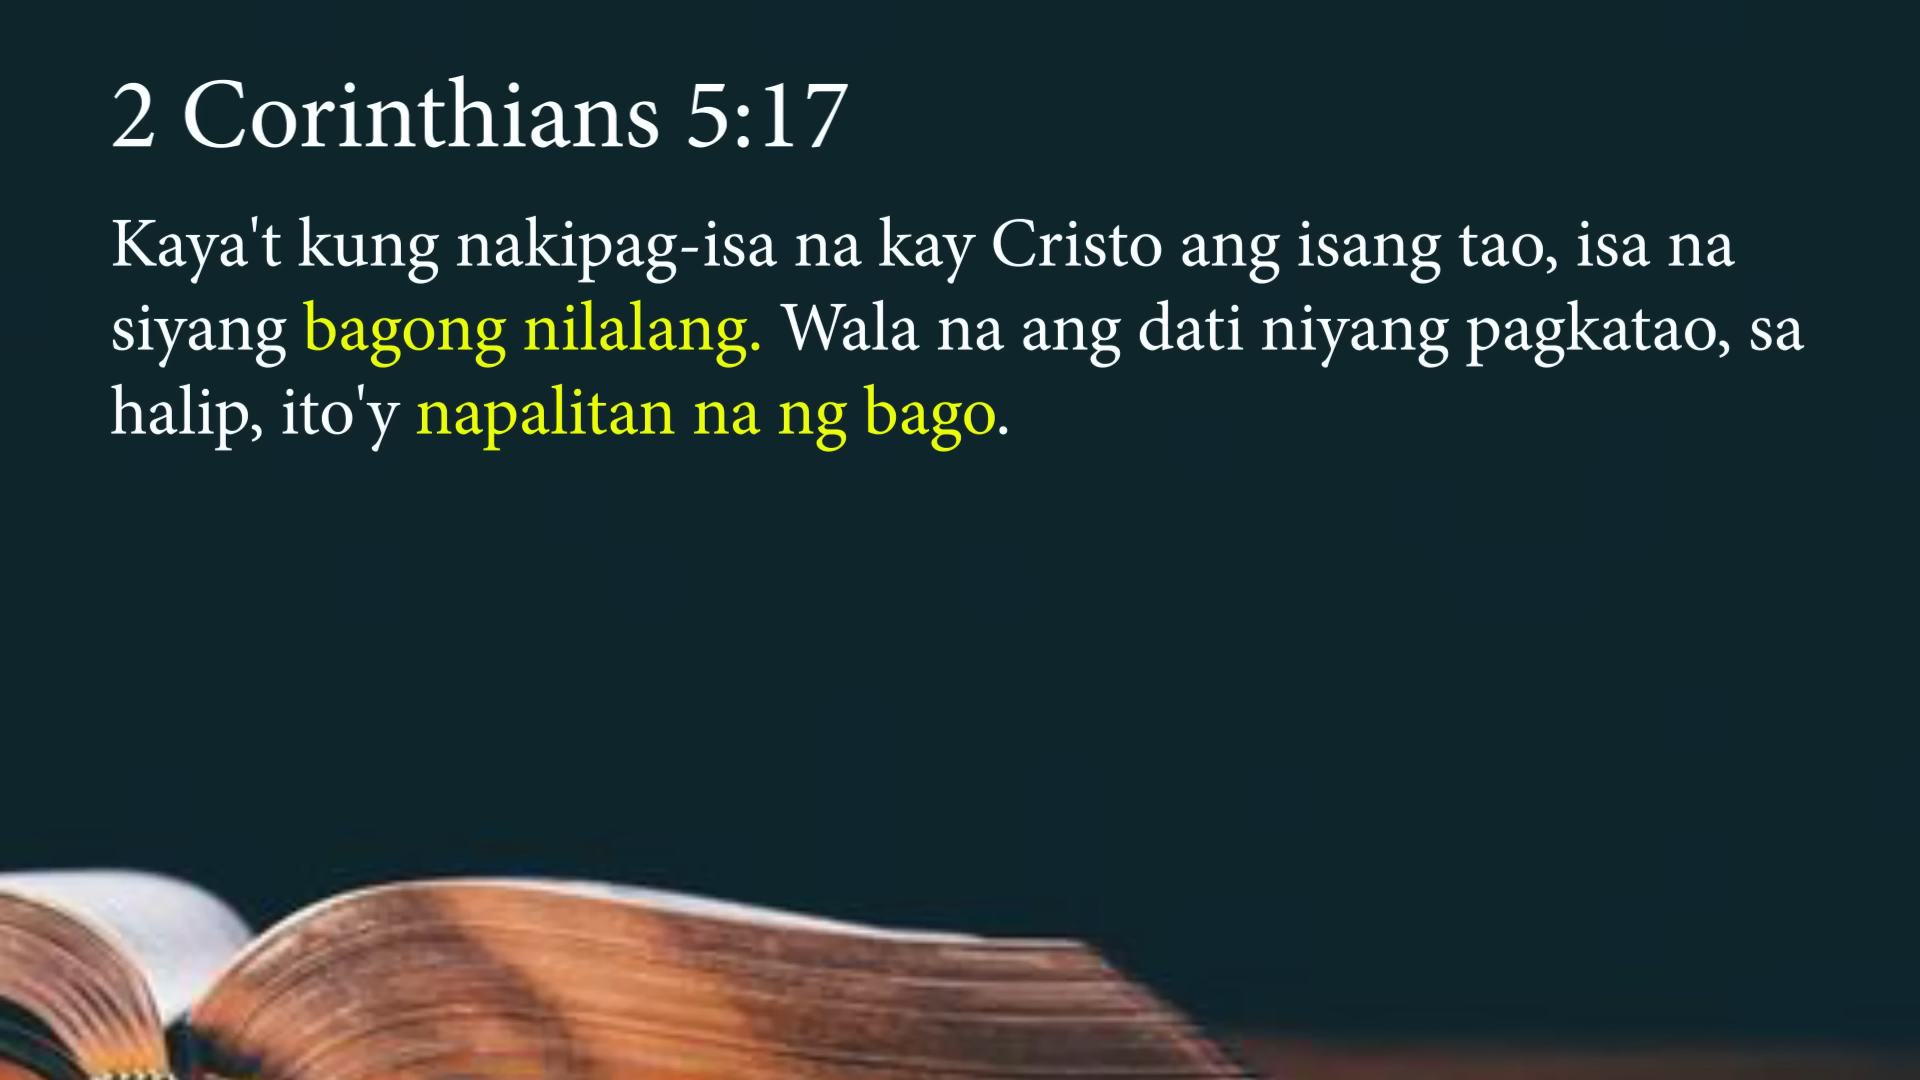 2 Corinthians 5:17
Kaya't kung nakipag-isa na kay Cristo ang isang tao, isa na
siyang bagong nilalang. Wala na ang dati niyang pagkatao, sa
halip, ito'y napalitan na ng bago.